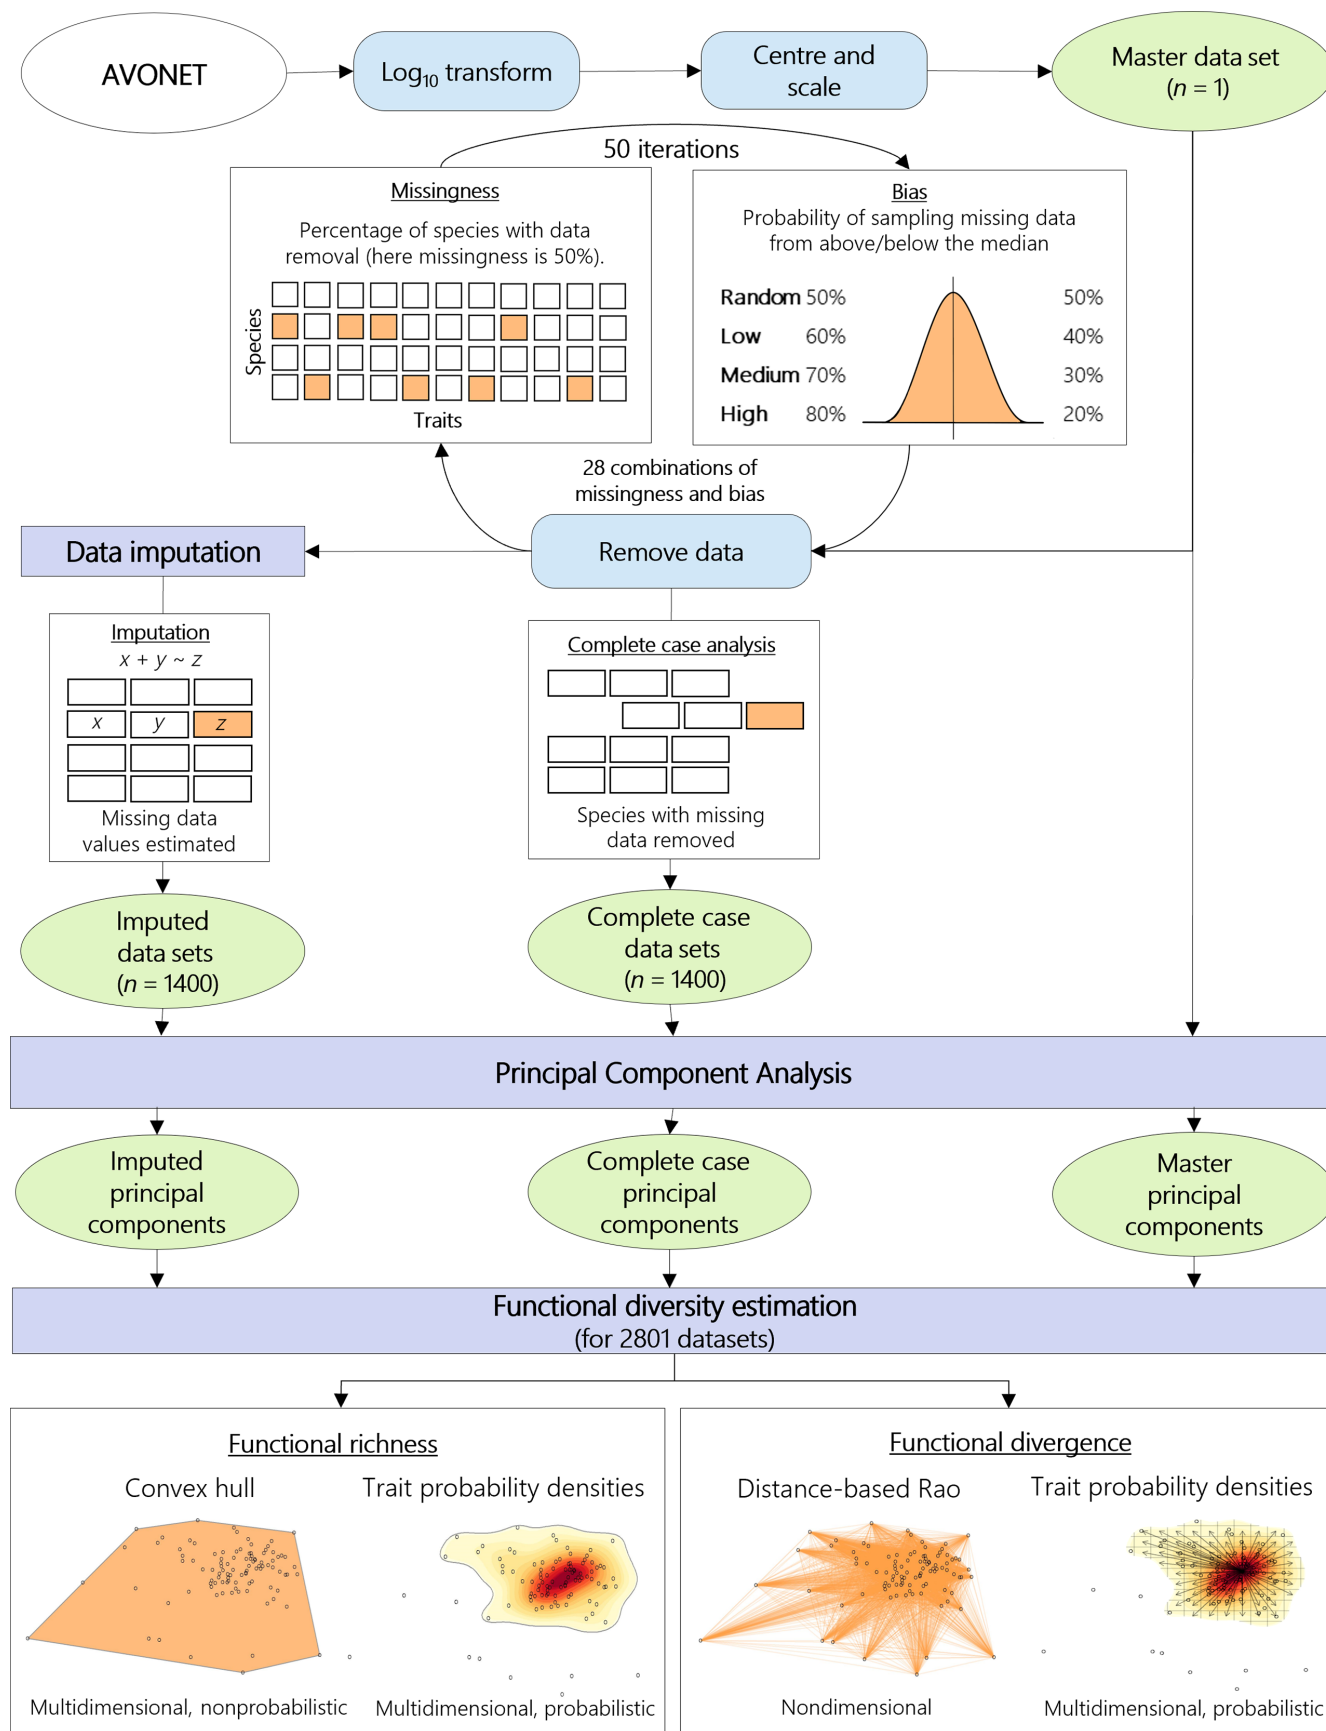 AVONET
Log₁₀ transform
Centre and
scale
Master data set
(n = 1)
50 iterations
Missingness
Percentage of species with data
removal (here missingness is 50%).
Species
Traits
Bias
Probability of sampling missing data
from above/below the median
Random 50% 50%
Low 60% 40%
Medium 70% 30%
High 80% 20%
28 combinations of
missingness and bias
Data imputation
Remove data
Imputation
x + y ~ z
x y z
Missing data
values estimated
Complete case analysis
Species with missing
data removed
Imputed
data sets
(n = 1400)
Complete case
data sets
(n = 1400)
Principal Component Analysis
Imputed
principal
components
Complete case
principal
components
Master
principal
components
Functional diversity estimation
(for 2801 datasets)
Functional richness
Convex hull
Trait probability densities
Multidimensional, nonprobabilistic
Multidimensional, probabilistic
Functional divergence
Distance-based Rao
Trait probability densities
Nondimensional
Multidimensional, probabilistic